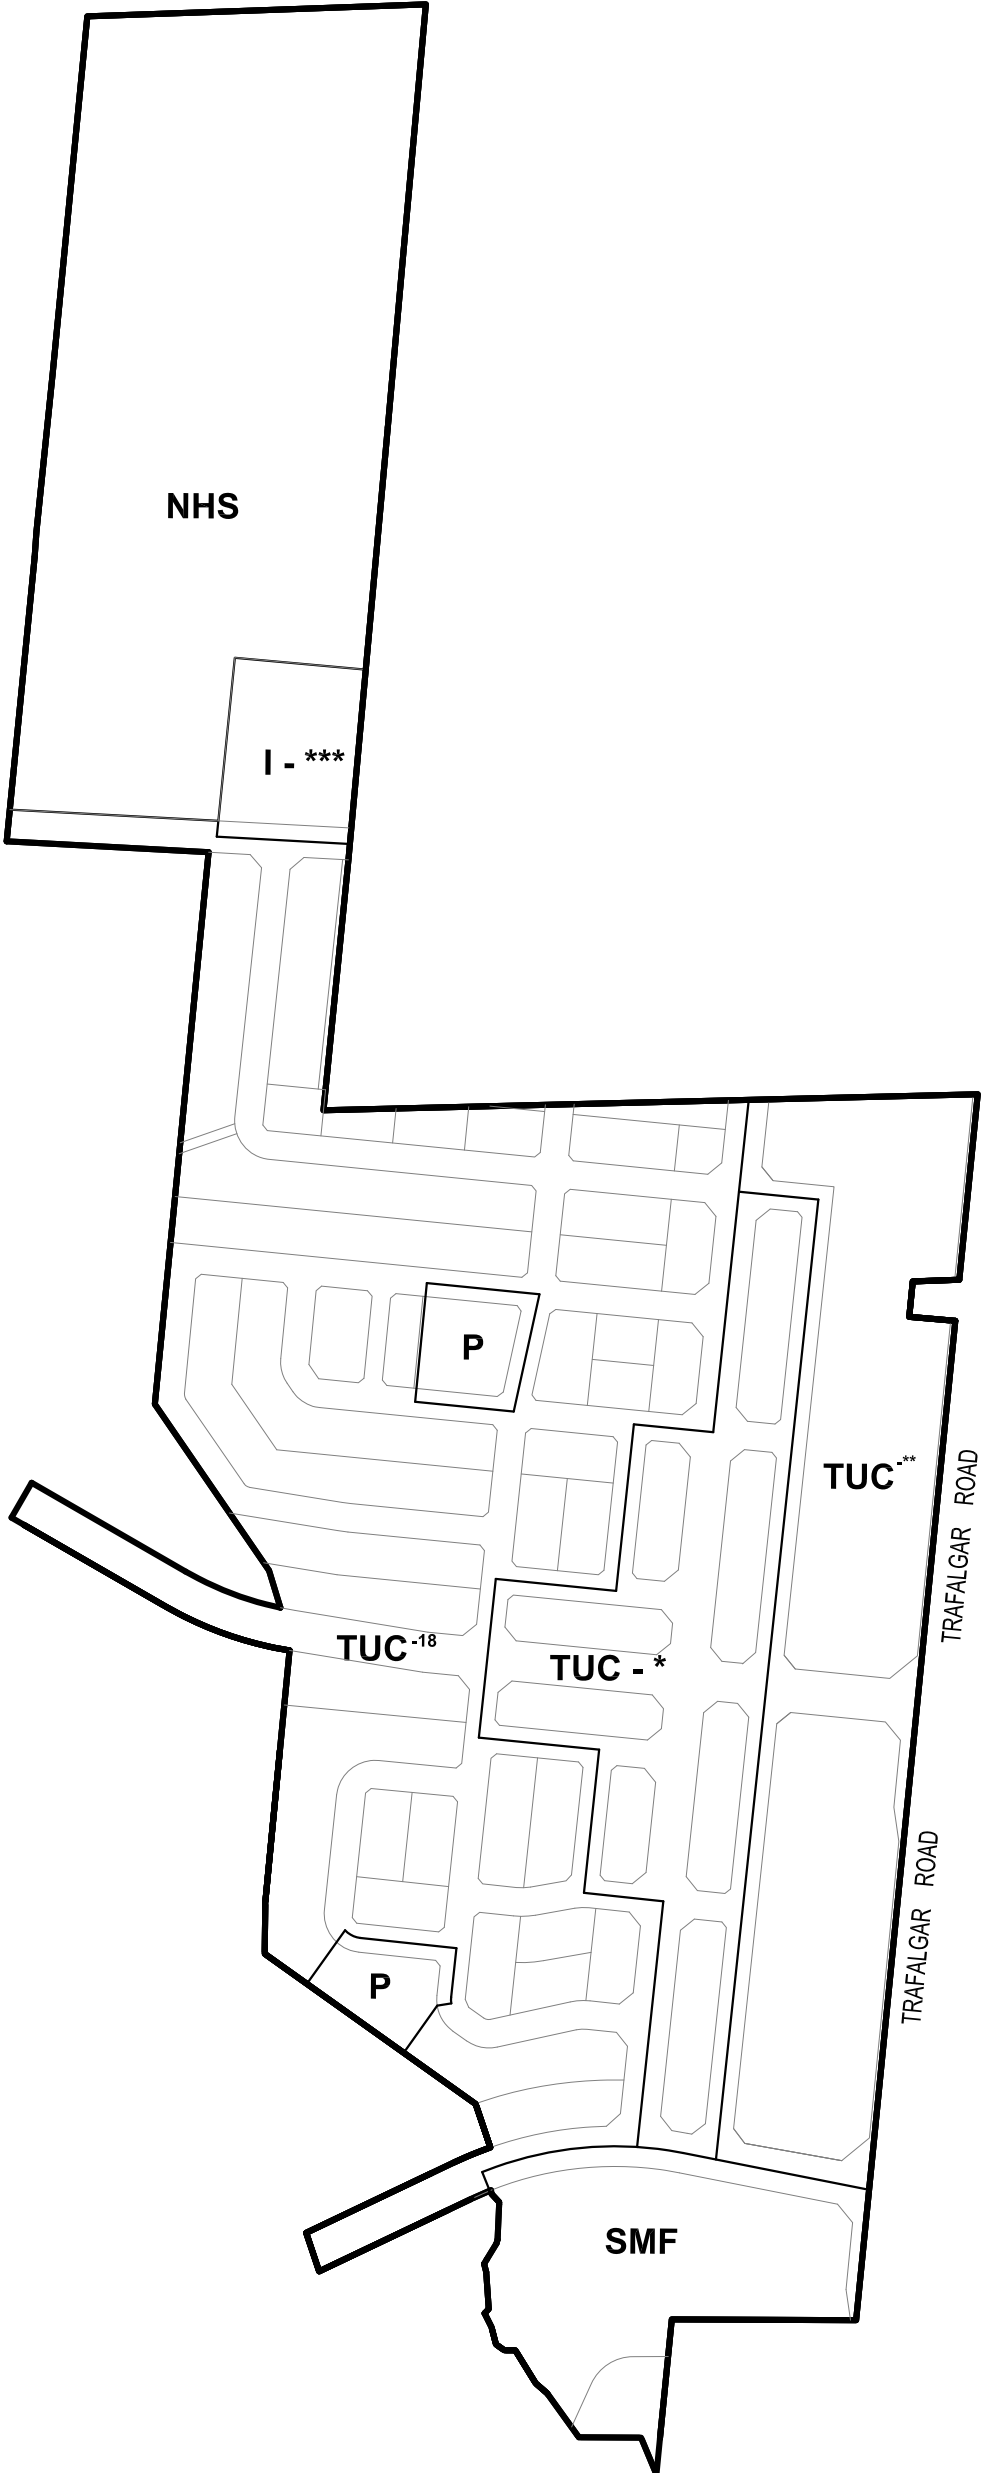 NHS
I - ***
P
TUC-**
TRAFALGAR ROAD
TUC-18
TUC - *
TRAFALGAR ROAD
P
SMF